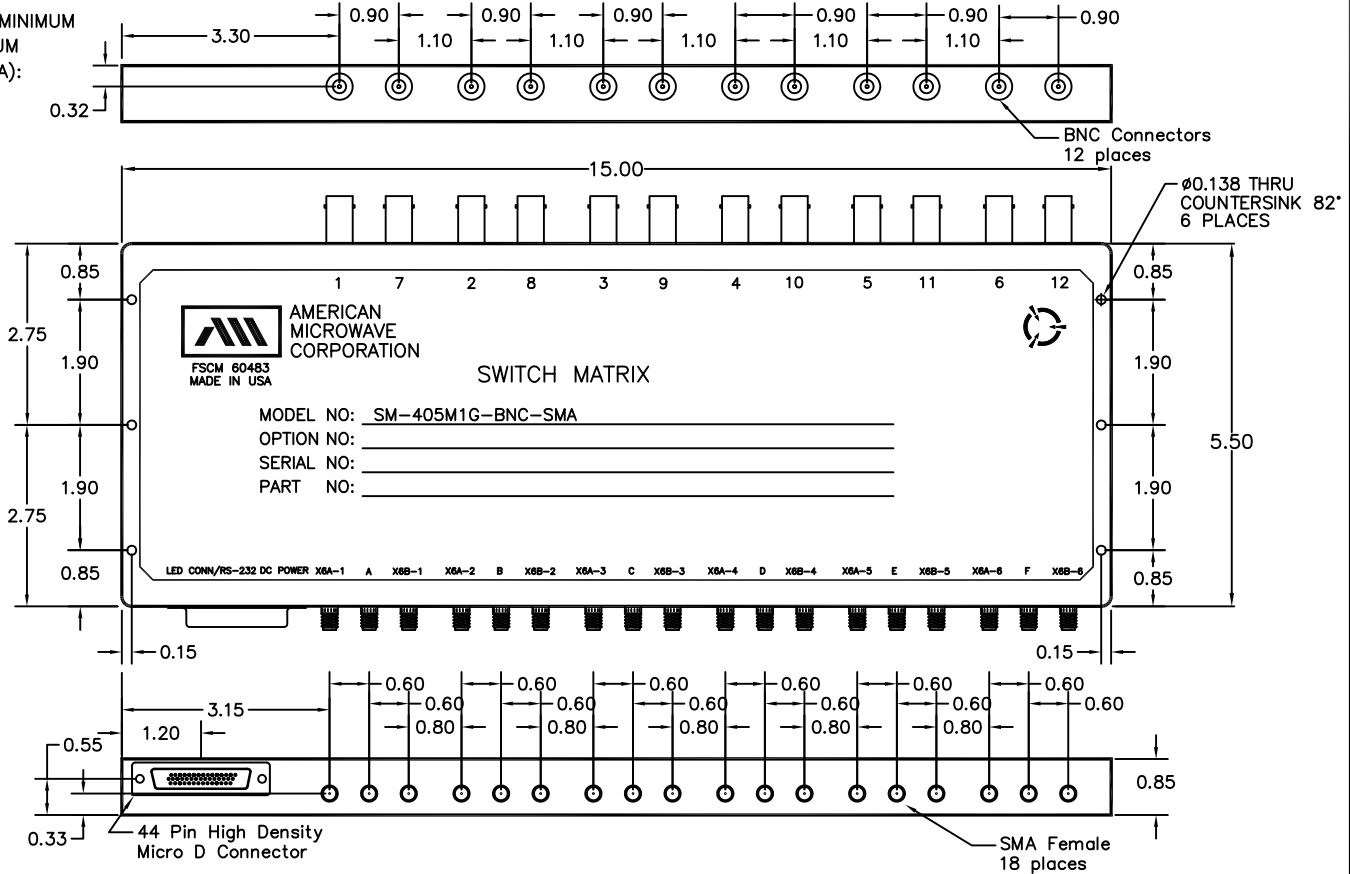 MINIMUM
UM
A):
0.90 0.90 0.90 0.90 0.90 0.90
3.30 1.10 1.10 1.10 1.10 1.10
0.32
BNC Connectors
12 places
15.00
ø0.138 THRU
COUNTERSINK 82°
6 PLACES
1 7 2 8 3 9 4 10 5 11 6 12
0.85 0.85
2.75
1.90 1.90
AMERICAN
MICROWAVE
CORPORATION
FSCM 60483
MADE IN USA
SWITCH MATRIX
MODEL NO: SM-405M1G-BNC-SMA
OPTION NO:
SERIAL NO:
PART NO:
5.50
1.90 1.90
2.75
0.85 0.85
LED CONN/RS-232 DC POWER X6A-1 A X6B-1 X6A-2 B X6B-2 X6A-3 C X6B-3 X6A-4 D X6B-4 X6A-5 E X6B-5 X6A-6 F X6B-6
0.15 0.15
0.60 0.60 0.60 0.60 0.60 0.60
3.15 0.60 0.60 0.60 0.60 0.60 0.60
1.20 0.80 0.80 0.80 0.80 0.80
0.55
0.85
0.33
44 Pin High Density
Micro D Connector
SMA Female
18 places